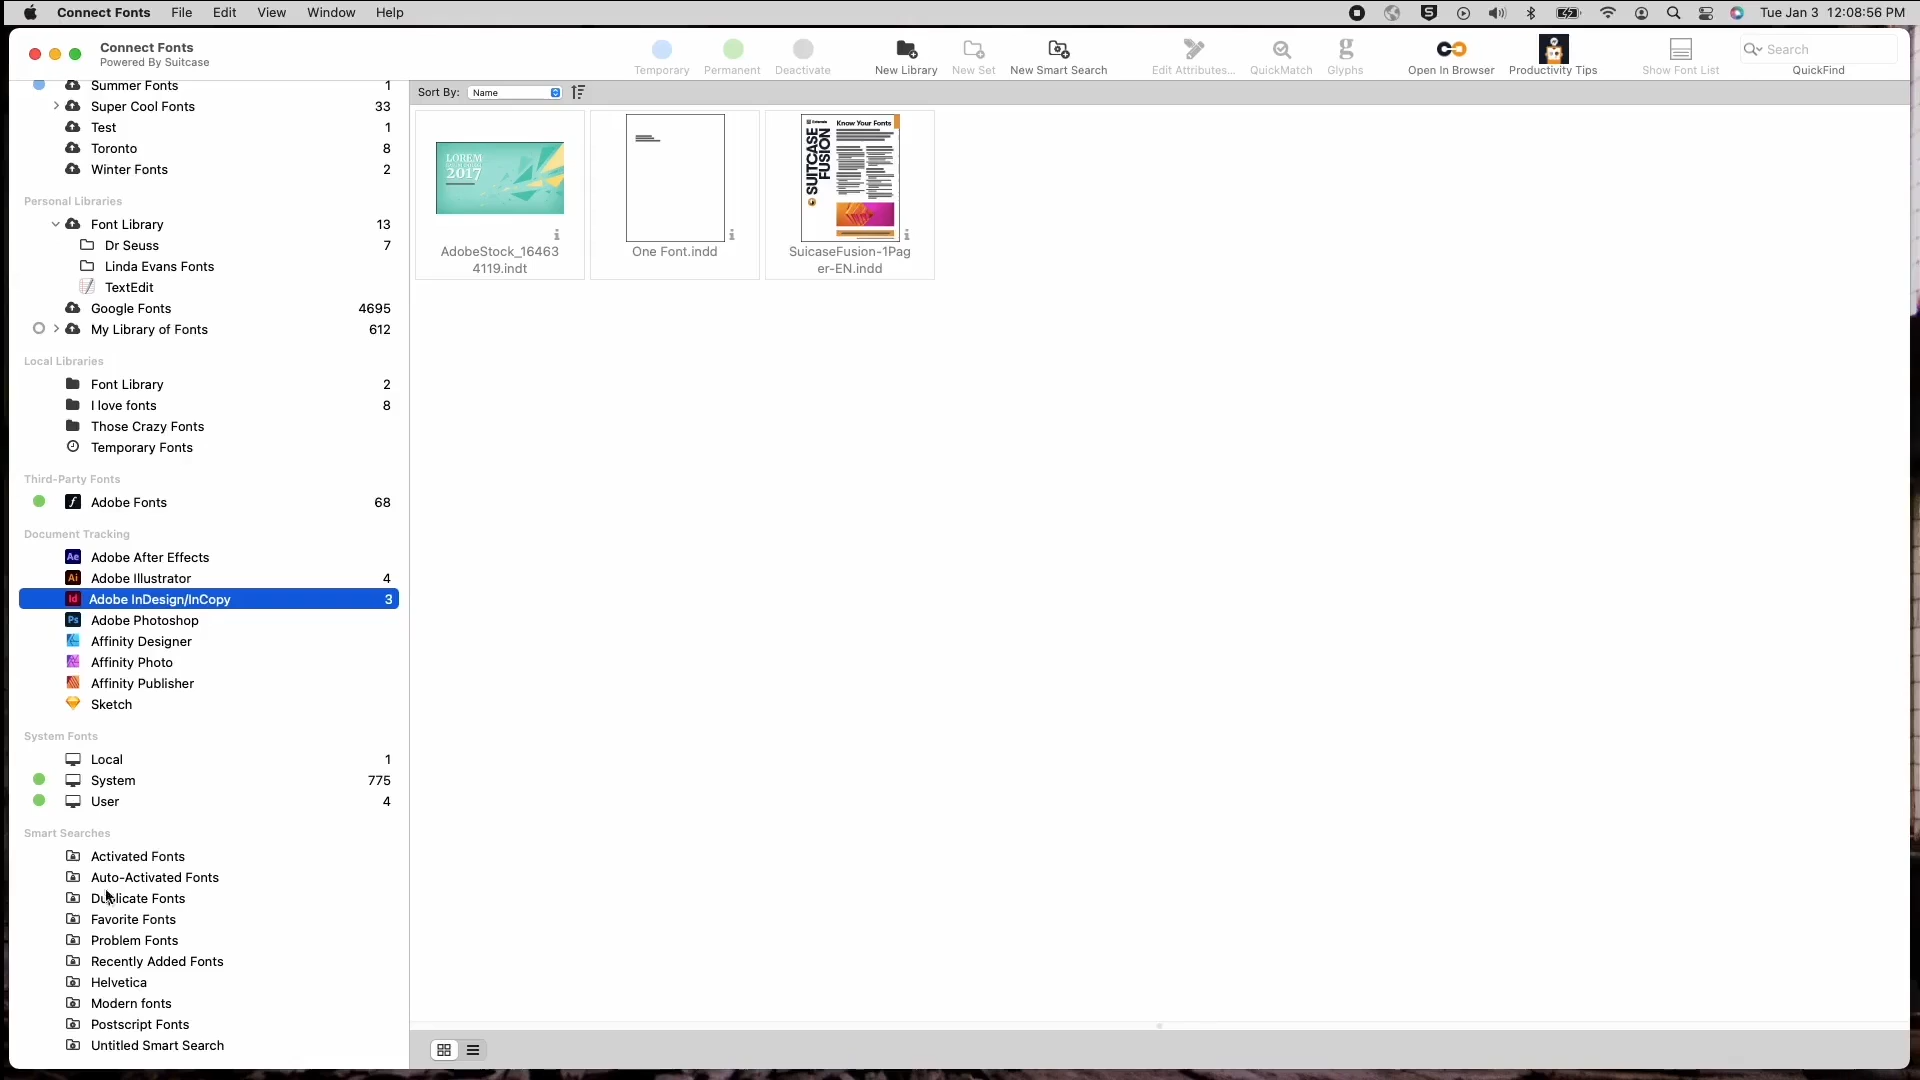 Connect Fonts File Edit View Window Help
Tue Jan 3 12:08:56 PM
Connect Fonts
Powered By Suitcase
Temporary Permanent Deactivate New Library New Set New Smart Search Edit Attributes... QuickMatch Glyphs Open In Browser Productivity Tips Show Font List QuickFind
Search
Sort By: Name
Summer Fonts 1
Super Cool Fonts 33
Test 1
Toronto 8
Winter Fonts 2
Personal Libraries
Font Library 13
Dr Seuss 7
Linda Evans Fonts
TextEdit
Google Fonts 4695
My Library of Fonts 612
Local Libraries
Font Library 2
I love fonts 8
Those Crazy Fonts
Temporary Fonts
Third-Party Fonts
Adobe Fonts 68
Document Tracking
Ae Adobe After Effects
Ai Adobe Illustrator 4
Id Adobe InDesign/InCopy 3
Ps Adobe Photoshop
Affinity Designer
Affinity Photo
Affinity Publisher
Sketch
System Fonts
Local 1
System 775
User 4
Smart Searches
Activated Fonts
Auto-Activated Fonts
Duplicate Fonts
Favorite Fonts
Problem Fonts
Recently Added Fonts
Helvetica
Modern fonts
Postscript Fonts
Untitled Smart Search
LOREM
2017
AdobeStock_16463
4119.indt
One Font.indd
Know Your Fonts
SUITCASE
FUSION
SuicaseFusion-1Pag
er-EN.indd